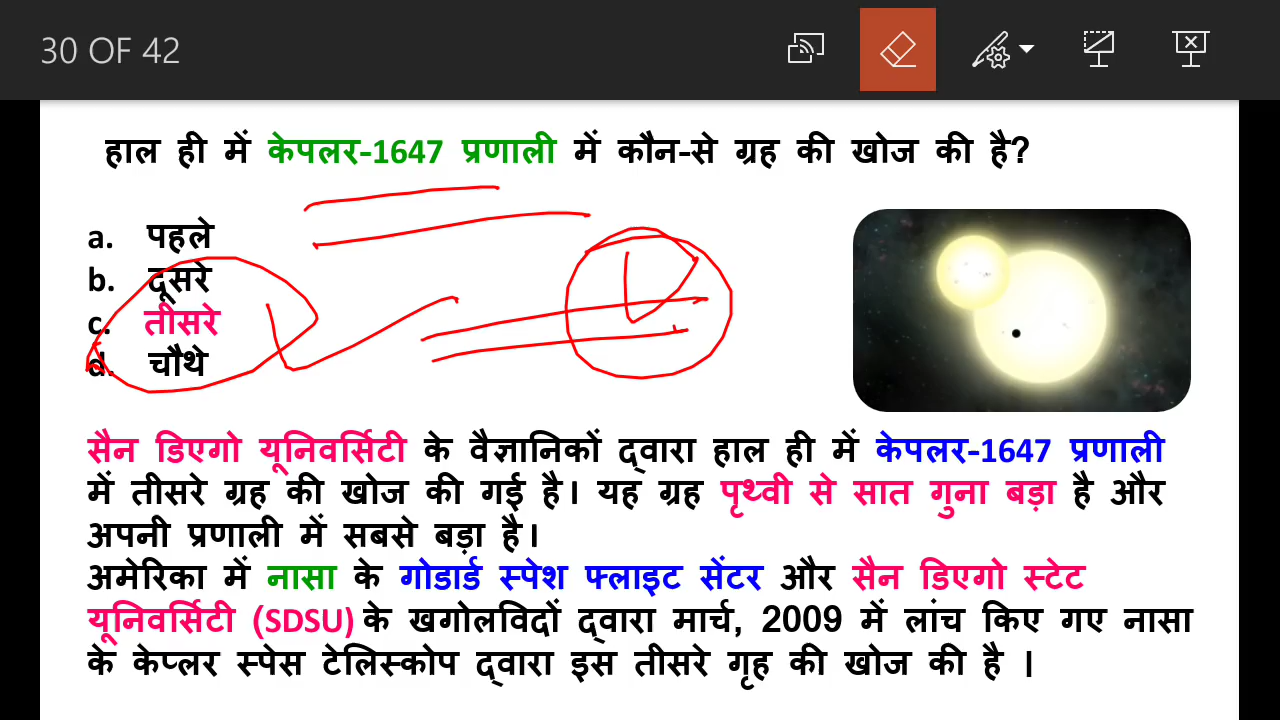 30 OF 42
हाल ही में केपलर-1647 प्रणाली में कौन-से ग्रह की खोज की है?
a. पहले
b. दूसरे
c. तीसरे
d. चौथे
सैन डिएगो यूनिवर्सिटी के वैज्ञानिकों द्वारा हाल ही में केपलर-1647 प्रणाली
में तीसरे ग्रह की खोज की गई है। यह ग्रह पृथ्वी से सात गुना बड़ा है और
अपनी प्रणाली में सबसे बड़ा है।
अमेरिका में नासा के गोडार्ड स्पेश फ्लाइट सेंटर और सैन डिएगो स्टेट
यूनिवर्सिटी (SDSU) के खगोलविदों द्वारा मार्च, 2009 में लांच किए गए नासा
के केप्लर स्पेस टेलिस्कोप द्वारा इस तीसरे गृह की खोज की है ।